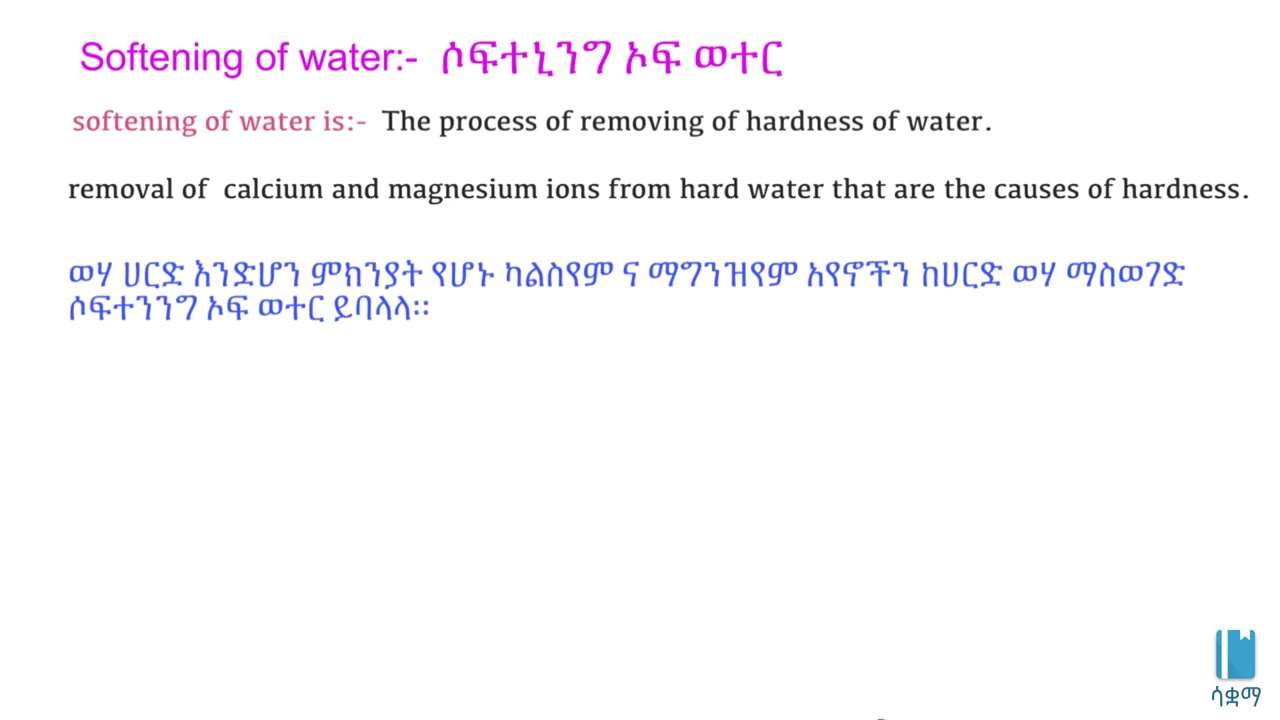 Softening of water:- ሶፍተኒንግ ኦፍ ወተር
softening of water is:- The process of removing of hardness of water.
removal of calcium and magnesium ions from hard water that are the causes of hardness.
ወሃ ሀርድ እንድሆን ምክንያት የሆኑ ካልስየም ና ማግንዝየም አየኖችን ከሀርድ ወሃ ማስወገድ
ሶፍተንንግ ኦፍ ወተር ይባላላ፡፡
ሳቋማ